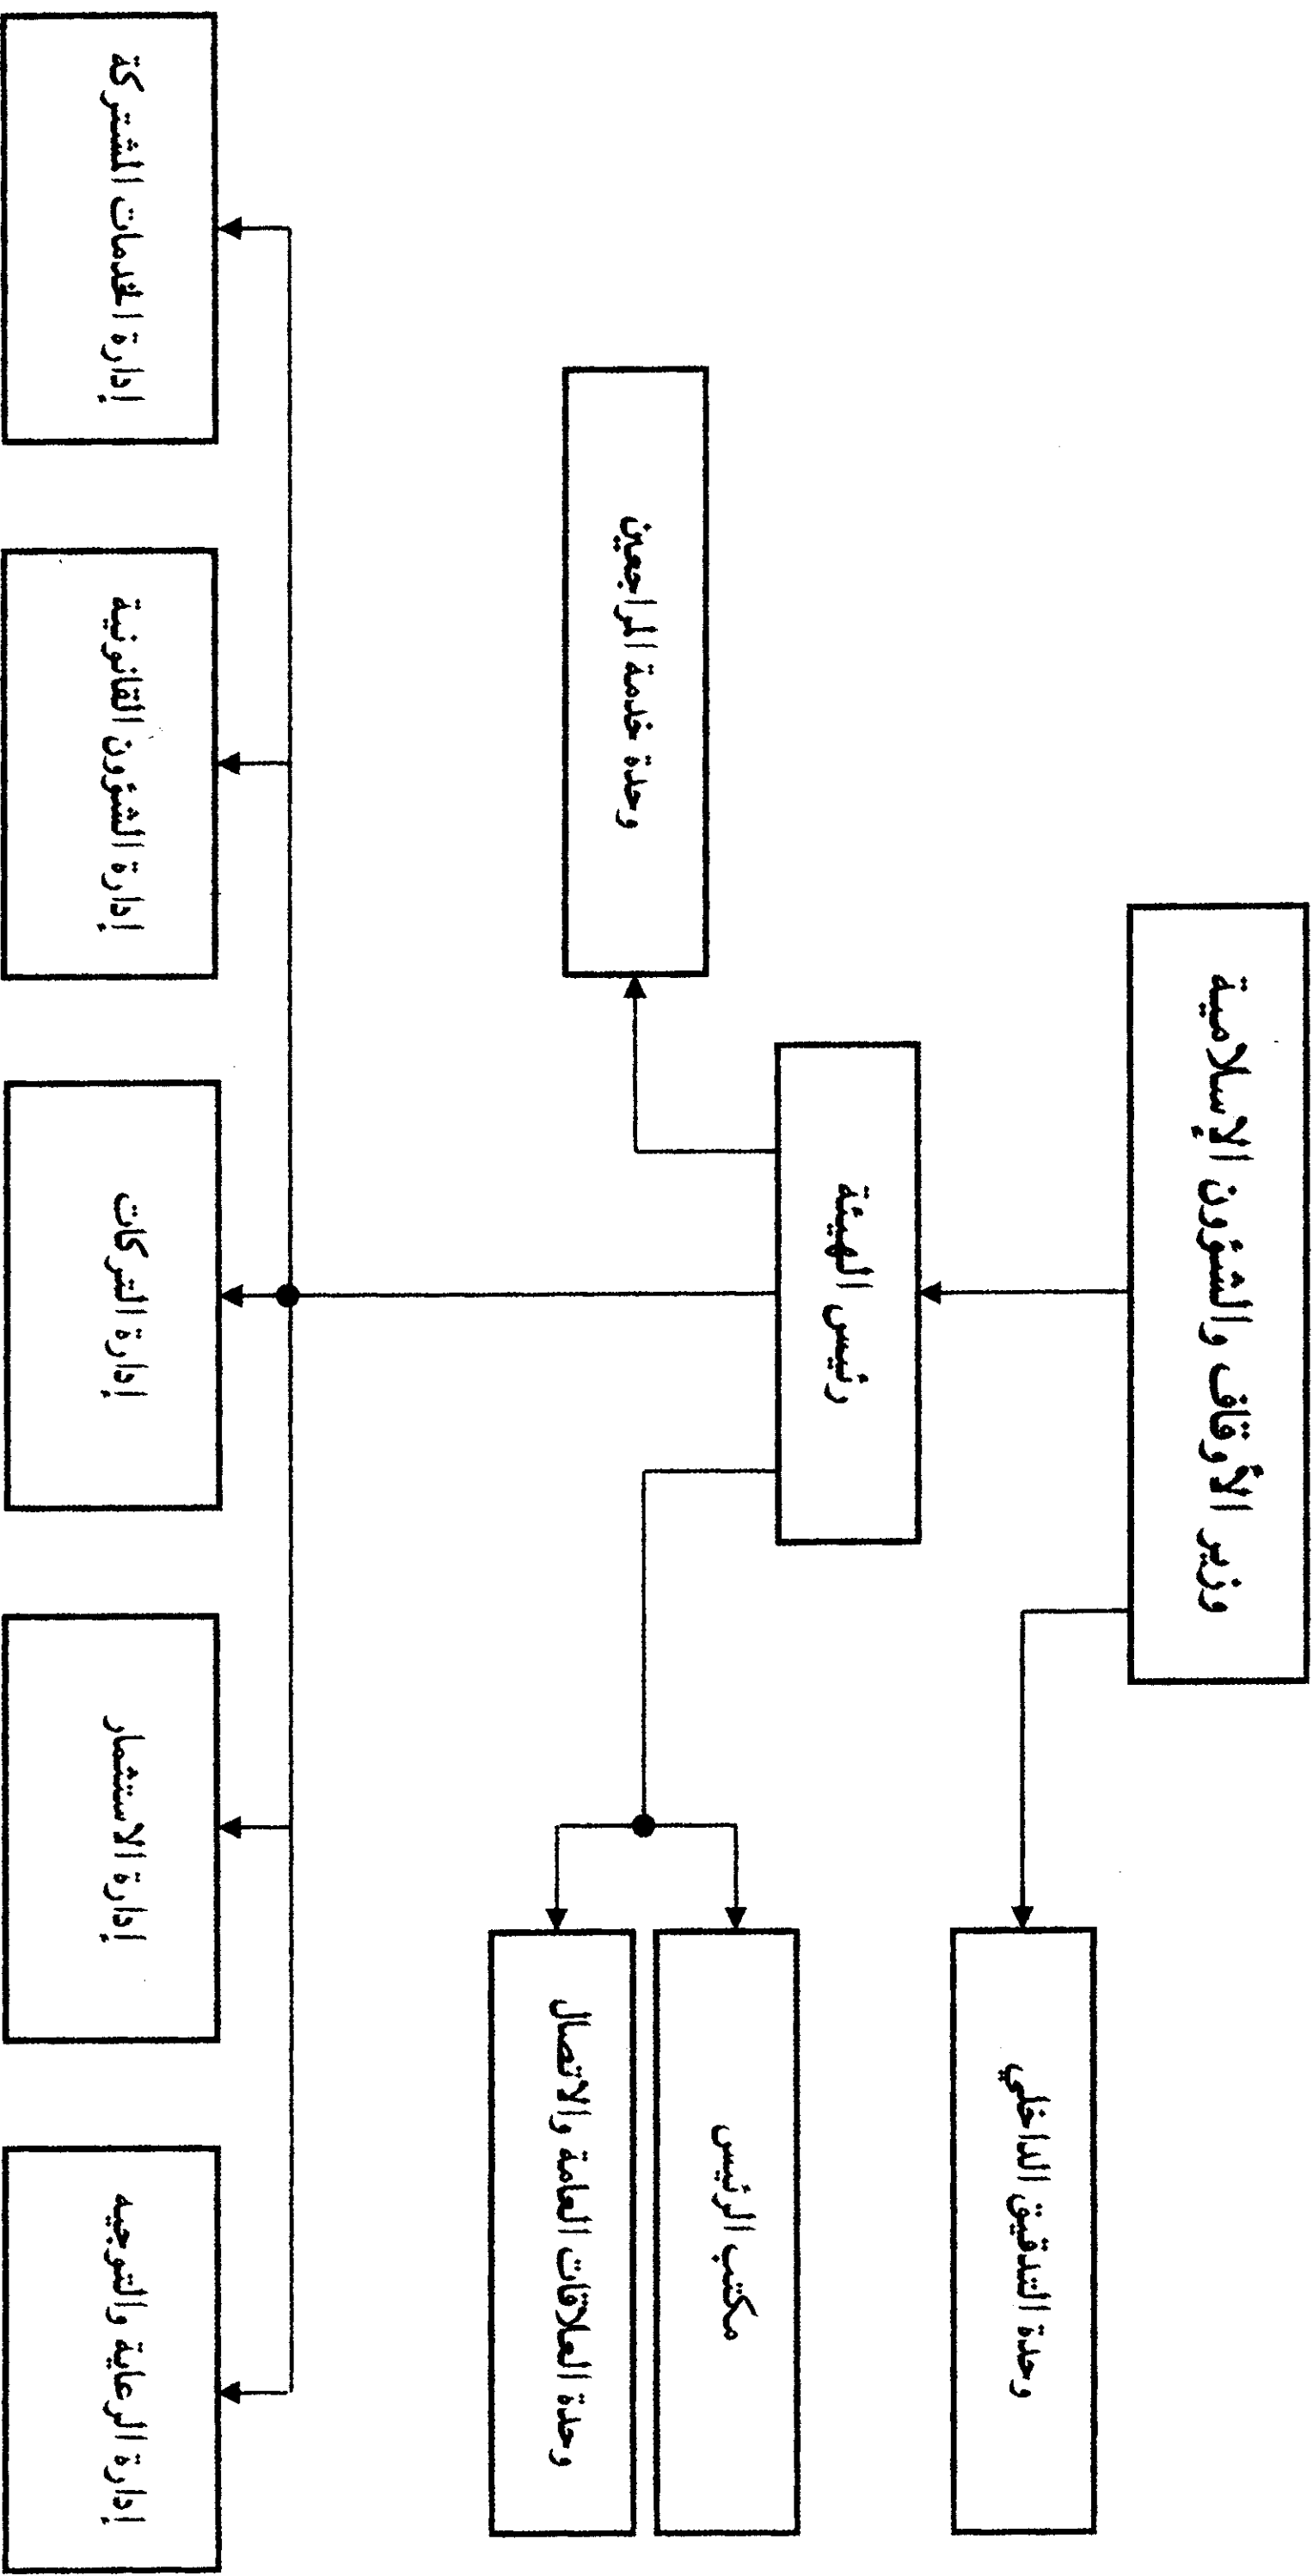 وزير الأوقاف والشؤون الإسلامية
وحدة التدقيق الداخلي
رئيس الهيئة
مكتب الرئيس
وحدة العلاقات العامة والاتصال
وحدة خدمة المراجعين
إدارة الرعاية والتوجيه
إدارة الاستثمار
إدارة التركات
إدارة الشؤون القانونية
إدارة الخدمات المشتركة